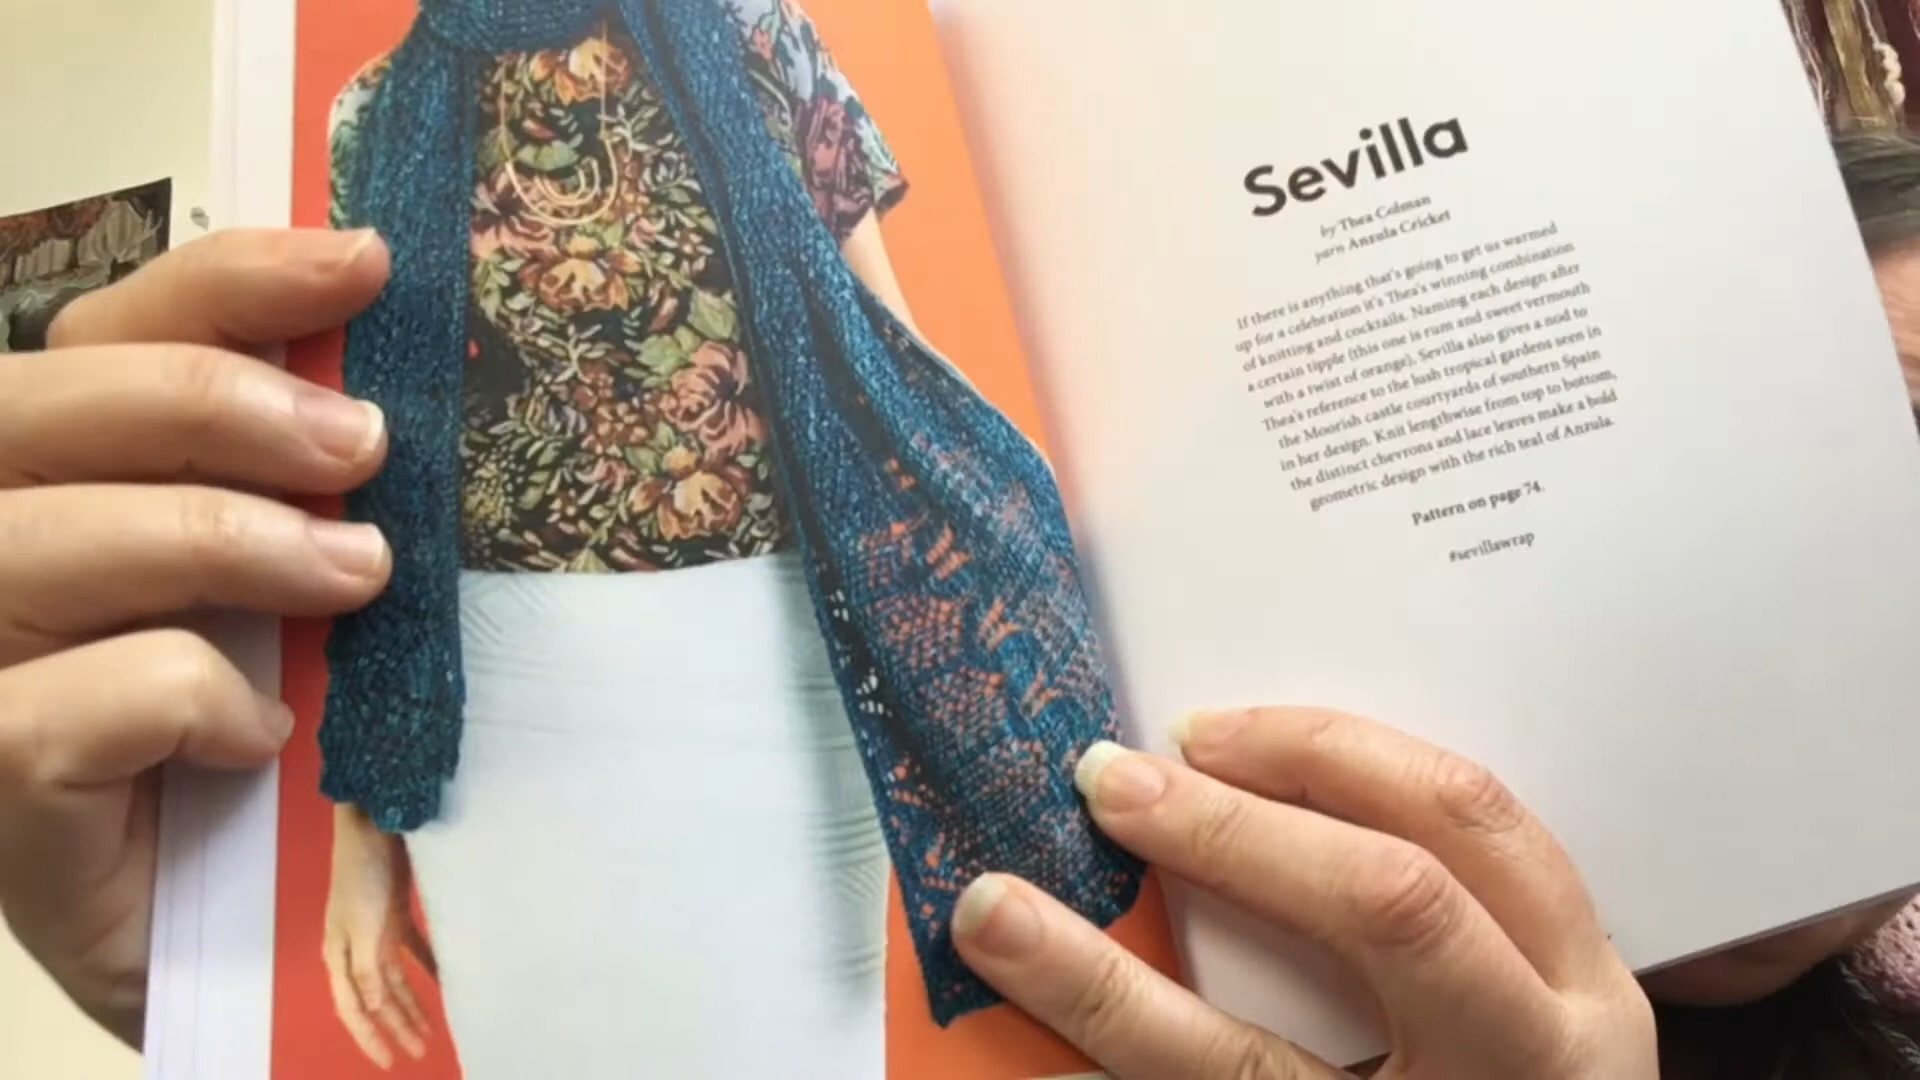 Sevilla
by Thea Colman
yarn Anzula Cricket
If there is anything that's going to get us warmed
up for a celebration it's Thea's winning combination
of knitting and cocktails. Naming each design after
a certain tipple (this one is rum and sweet vermouth
with a twist of orange), Sevilla also gives a nod to
Thea's reference to the lush tropical gardens seen in
the Moorish castle courtyards of southern Spain
in her design. Knit lengthwise from top to bottom,
the distinct chevrons and lace leaves make a bold
geometric design with the rich teal of Anzula.
Pattern on page 74.
#sevillawrap